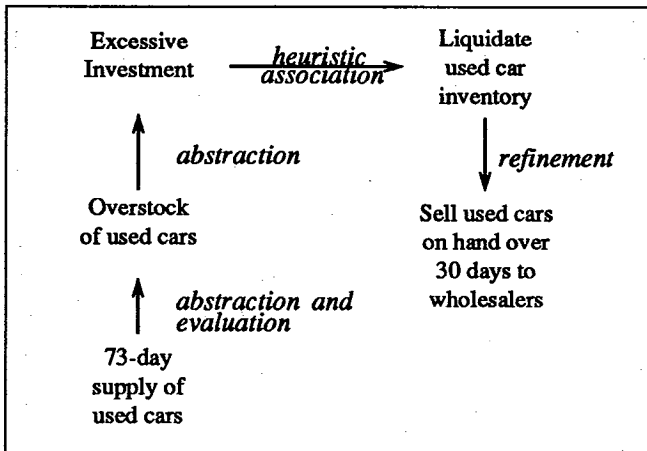 Excessive
Investment
heuristic
association
Liquidate
used car
inventory
abstraction
refinement
Overstock
of used cars
Sell used cars
on hand over
30 days to
wholesalers
abstraction and
evaluation
73-day
supply of
used cars